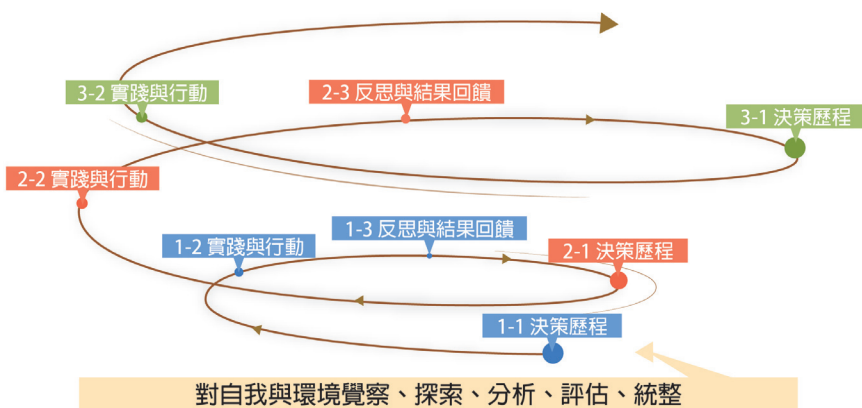 3-2 實踐與行動
2-3 反思與結果回饋
3-1 決策歷程
2-2 實踐與行動
1-2 實踐與行動
1-3 反思與結果回饋
2-1 決策歷程
1-1 決策歷程
對自我與環境覺察、探索、分析、評估、統整